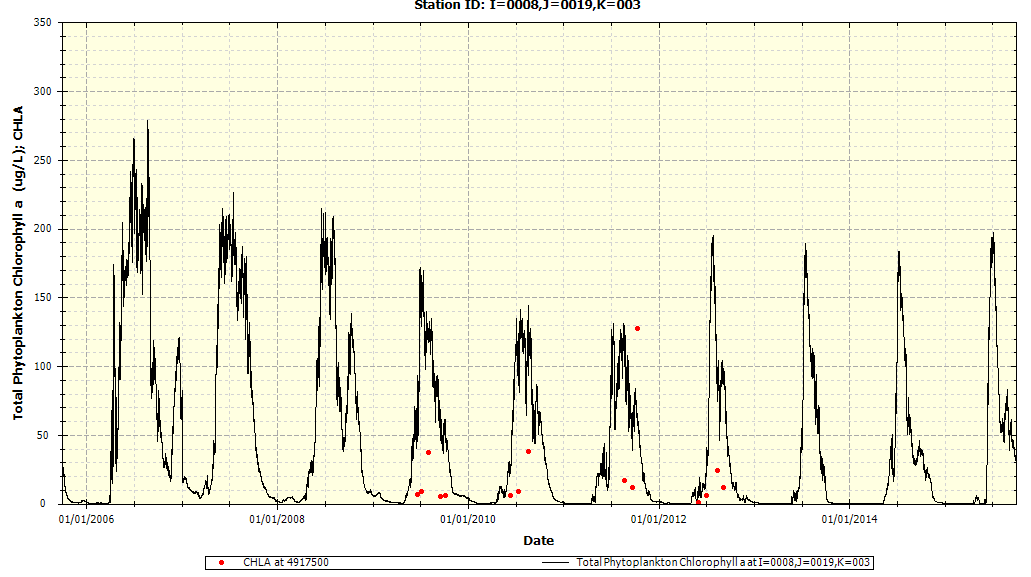 Station ID: I=0008,J=0019,K=003
Total Phytoplankton Chlorophyll a (ug/L); CHLA
350
300
250
200
150
100
50
0
01/01/2006 01/01/2008 01/01/2010 01/01/2012 01/01/2014
Date
CHLA at 4917500 Total Phytoplankton Chlorophyll a at I=0008,J=0019,K=003